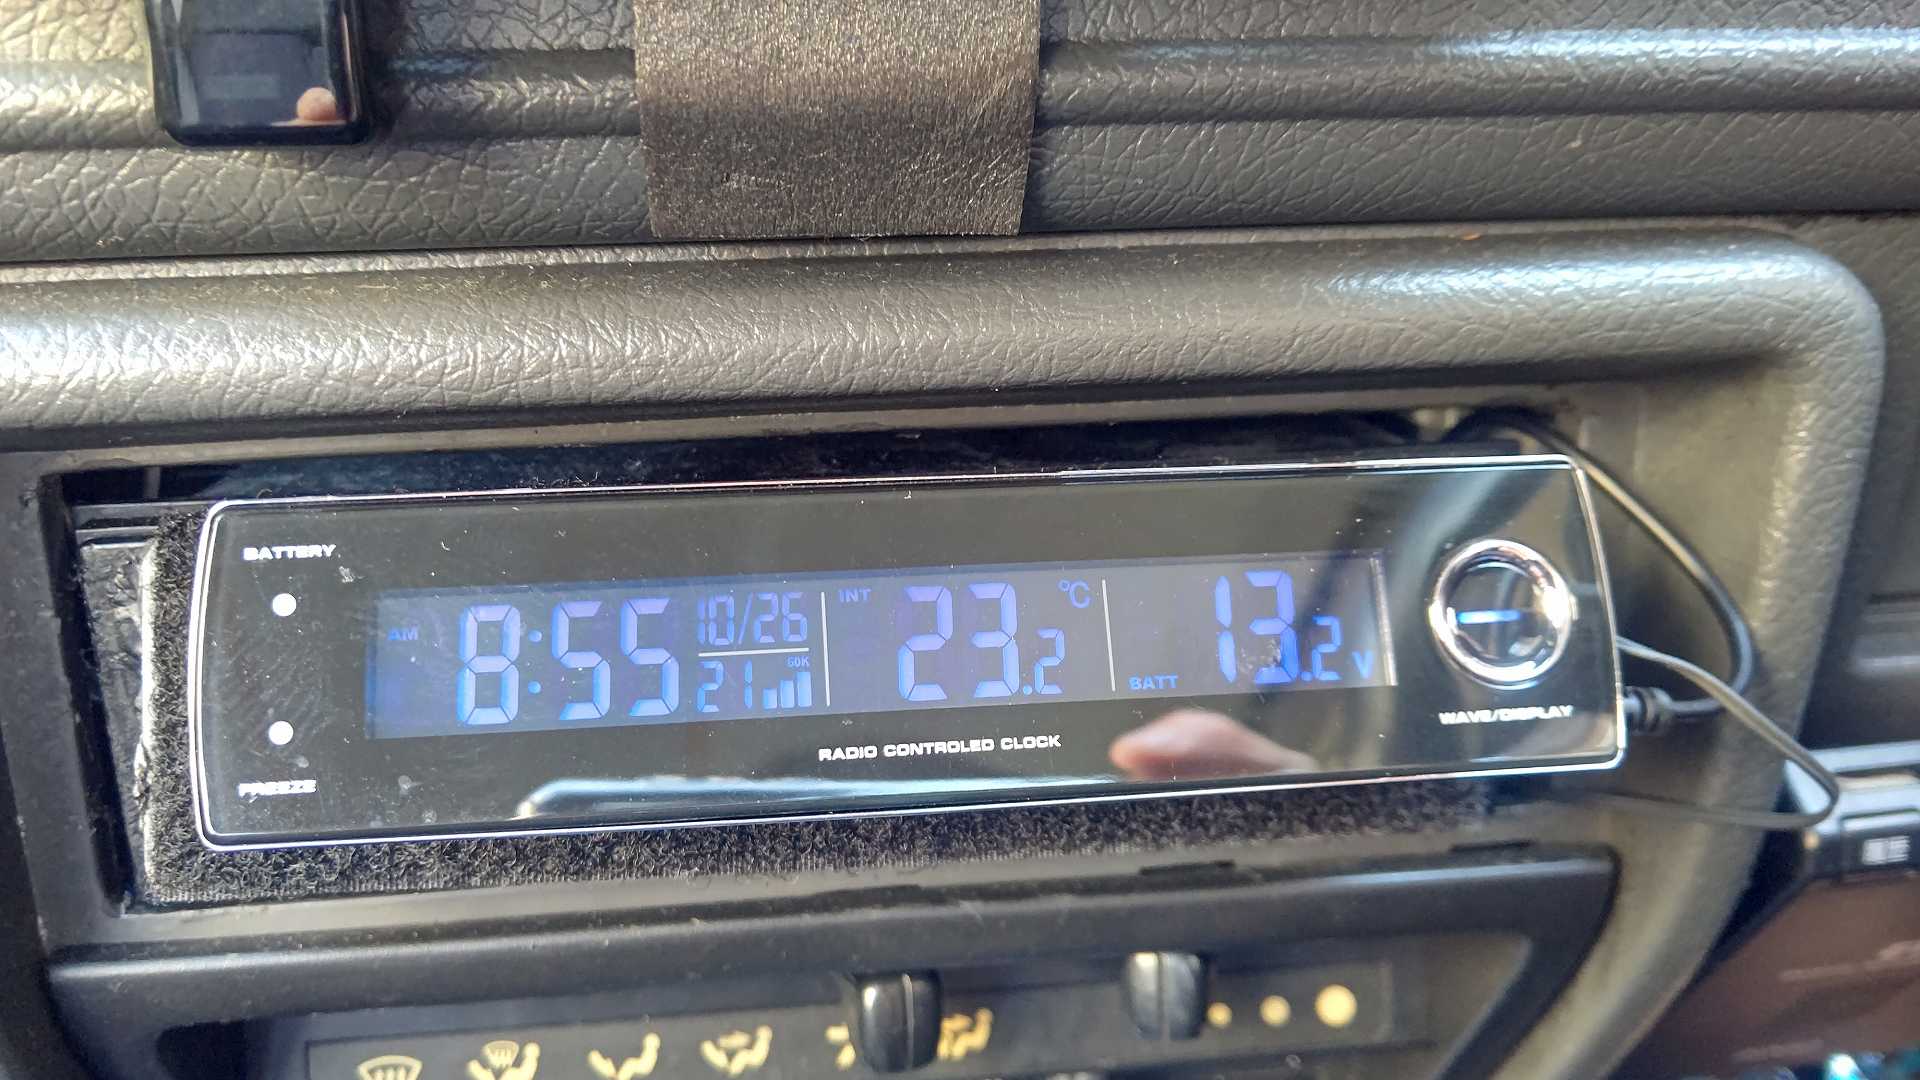 BATTERY
AM 8:55 10/26 INT 23.2 °C 13.2 V
21 60K BATT
RADIO CONTROLED CLOCK
WAVE/DISPLAY
FREEZE